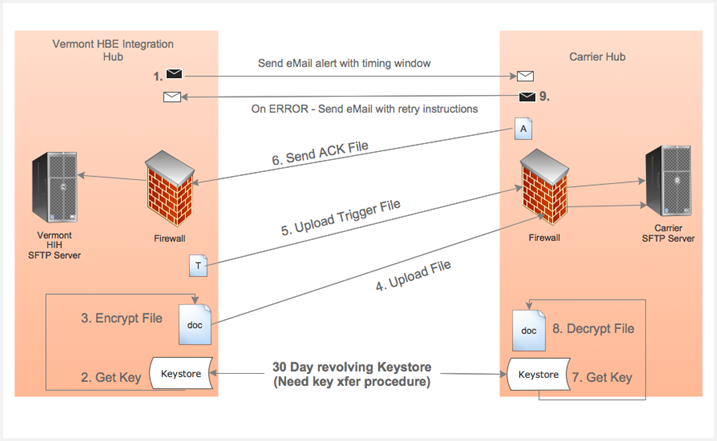 Vermont HBE Integration
Hub
Carrier Hub
1.
Send eMail alert with timing window
On ERROR - Send eMail with retry instructions
9.
A
6. Send ACK File
Vermont
HIH
SFTP Server
Firewall
5. Upload Trigger File
Firewall
Carrier
SFTP Server
T
4. Upload File
3. Encrypt File
doc
doc
8. Decrypt File
2. Get Key
Keystore
30 Day revolving Keystore
(Need key xfer procedure)
Keystore
7. Get Key